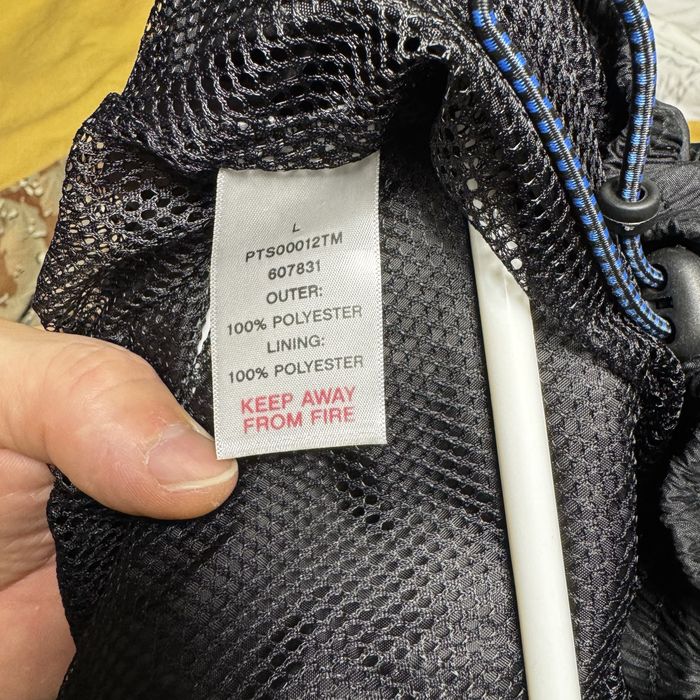 L
PTS00012TM
607831
OUTER:
100% POLYESTER
LINING:
100% POLYESTER
KEEP AWAY
FROM FIRE